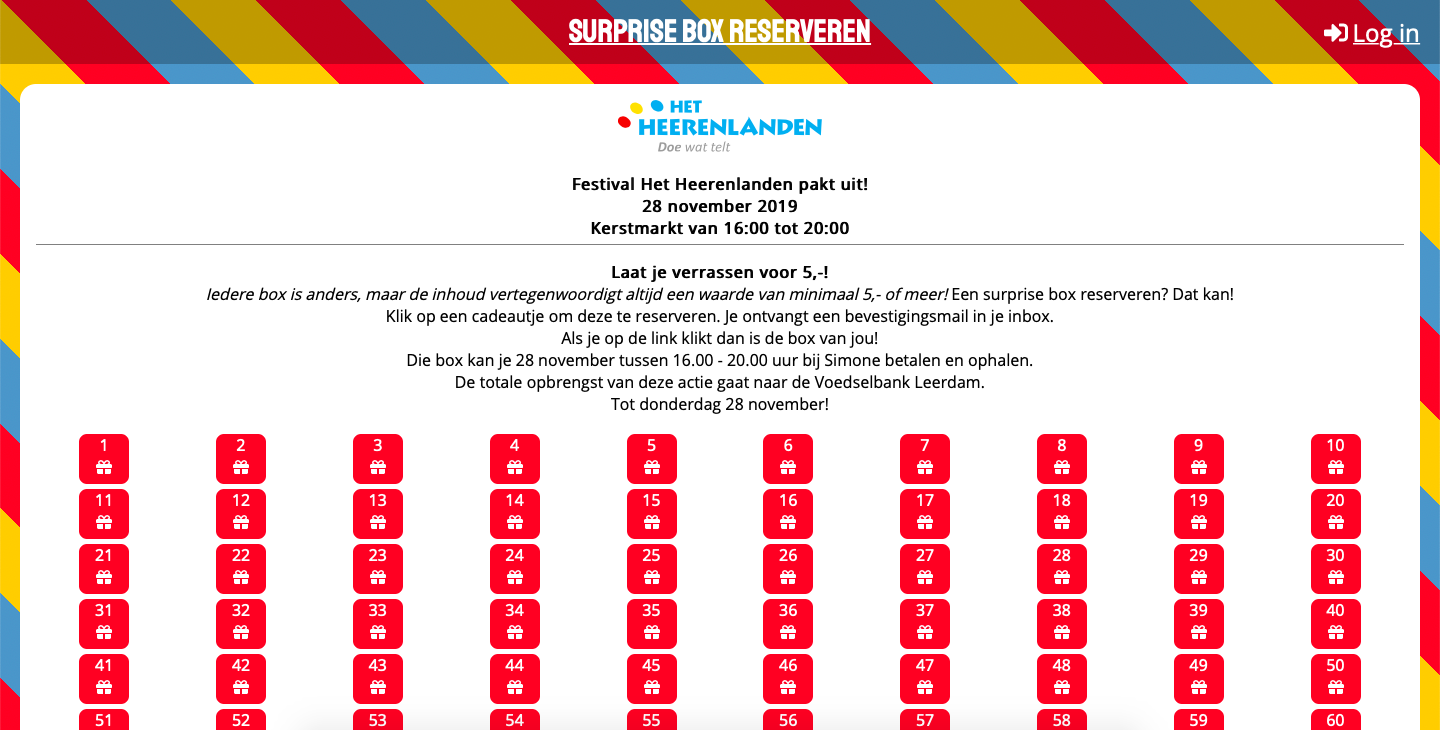 SURPRISE BOX RESERVEREN
Log in
HET
HEERENLANDEN
Doe wat telt
Festival Het Heerenlanden pakt uit!
28 november 2019
Kerstmarkt van 16:00 tot 20:00
Laat je verrassen voor 5,-!
Iedere box is anders, maar de inhoud vertegenwoordigt altijd een waarde van minimaal 5,- of meer! Een surprise box reserveren? Dat kan!
Klik op een cadeautje om deze te reserveren. Je ontvangt een bevestigingsmail in je inbox.
Als je op de link klikt dan is de box van jou!
Die box kan je 28 november tussen 16.00 - 20.00 uur bij Simone betalen en ophalen.
De totale opbrengst van deze actie gaat naar de Voedselbank Leerdam.
Tot donderdag 28 november!
1 2 3 4 5 6 7 8 9 10
11 12 13 14 15 16 17 18 19 20
21 22 23 24 25 26 27 28 29 30
31 32 33 34 35 36 37 38 39 40
41 42 43 44 45 46 47 48 49 50
51 52 53 54 55 56 57 58 59 60